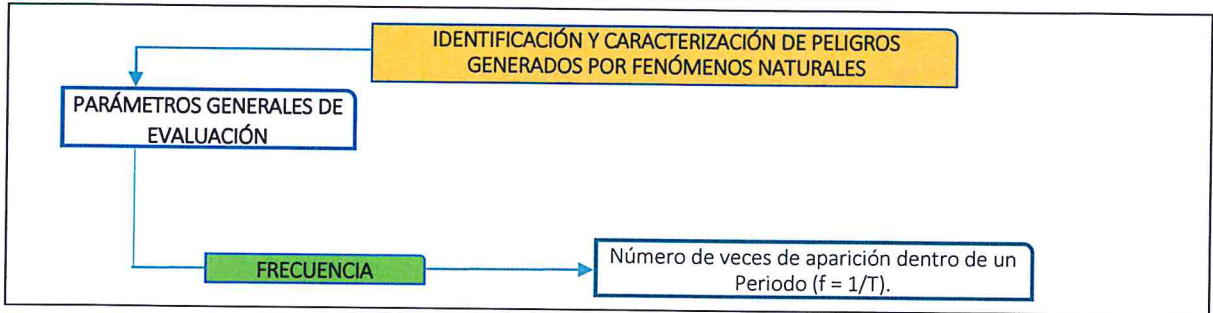 IDENTIFICACIÓN Y CARACTERIZACIÓN DE PELIGROS
GENERADOS POR FENÓMENOS NATURALES
PARÁMETROS GENERALES DE
EVALUACIÓN
FRECUENCIA
Número de veces de aparición dentro de un
Periodo (f = 1/T).